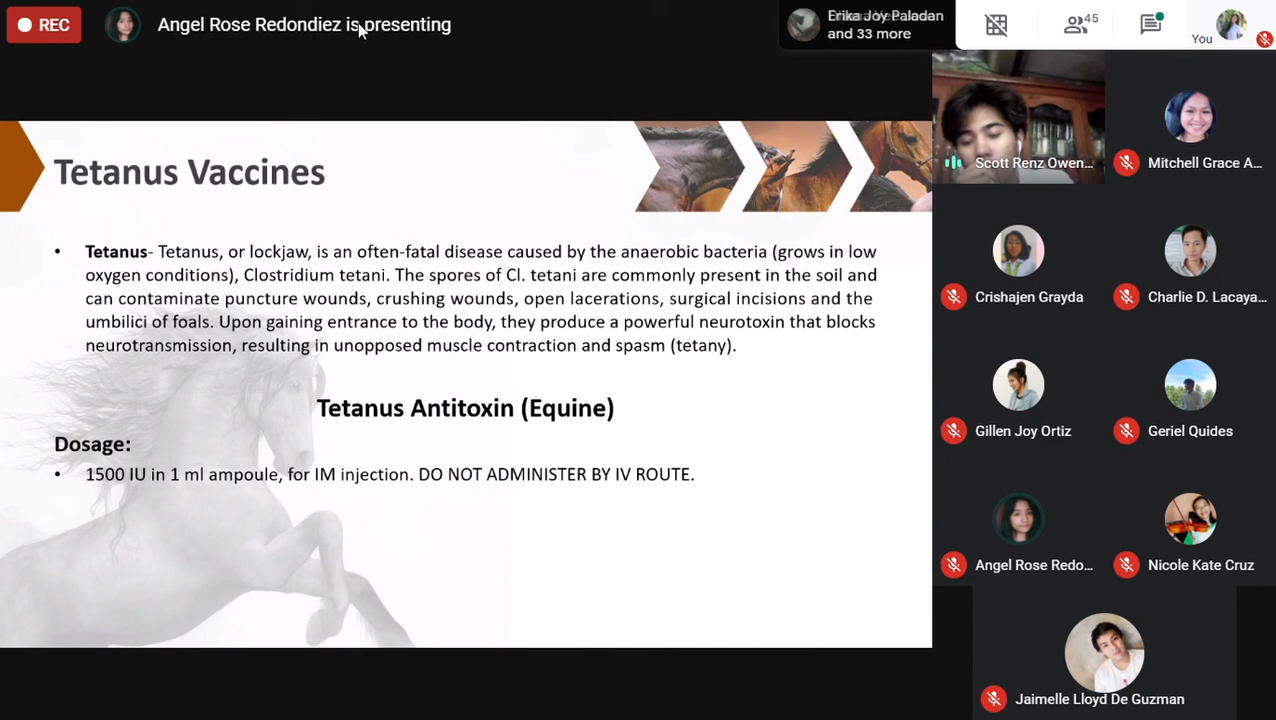 REC
Angel Rose Redondiez is presenting
and 33 more
45
You
Tetanus Vaccines
• Tetanus- Tetanus, or lockjaw, is an often-fatal disease caused by the anaerobic bacteria (grows in low
oxygen conditions), Clostridium tetani. The spores of Cl. tetani are commonly present in the soil and
can contaminate puncture wounds, crushing wounds, open lacerations, surgical incisions and the
umbilici of foals. Upon gaining entrance to the body, they produce a powerful neurotoxin that blocks
neurotransmission, resulting in unopposed muscle contraction and spasm (tetany).
Tetanus Antitoxin (Equine)
Dosage:
• 1500 IU in 1 ml ampoule, for IM injection. DO NOT ADMINISTER BY IV ROUTE.
Scott Renz Owen...
Mitchell Grace A...
Crishajen Grayda
Charlie D. Lacaya...
Gillen Joy Ortiz
Geriel Quides
Angel Rose Redo...
Nicole Kate Cruz
Jaimelle Lloyd De Guzman